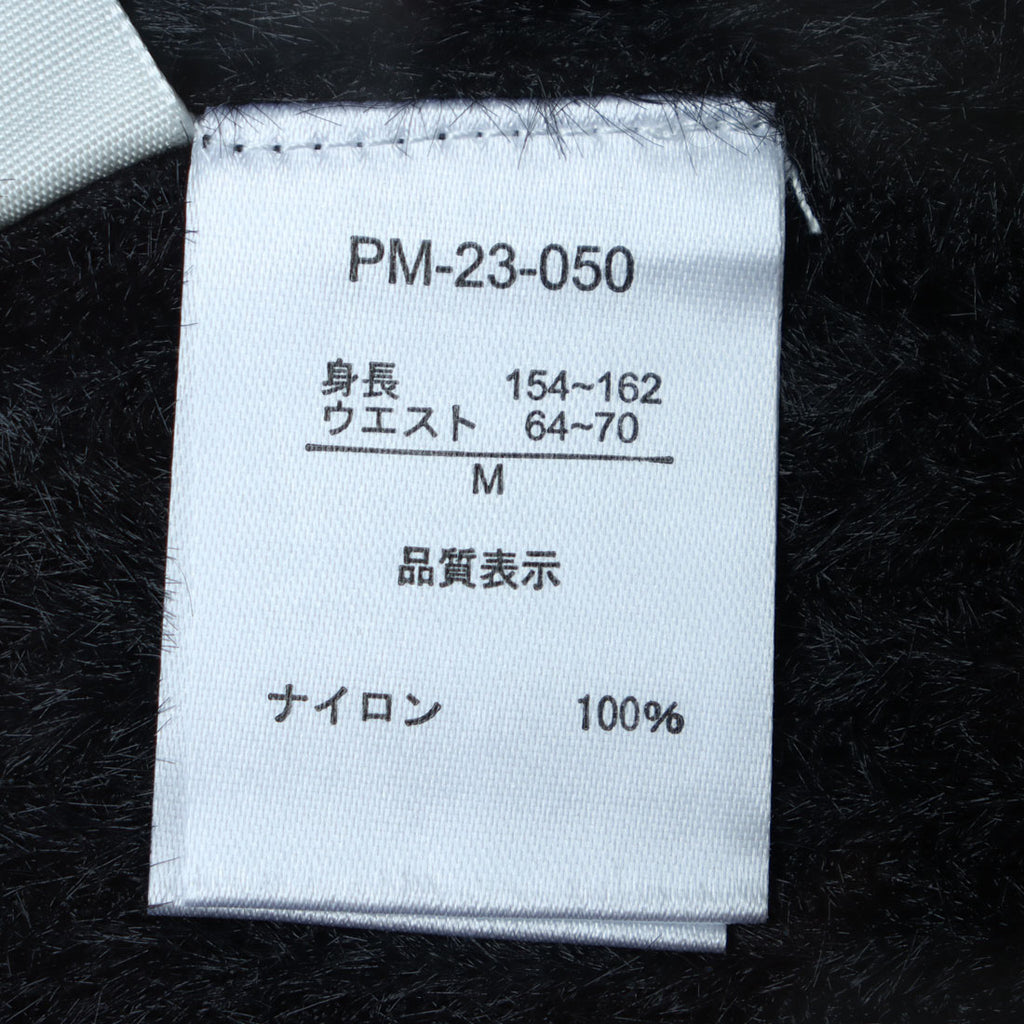 PM-23-050
身長 154~162
ウエスト 64~70
M
品質表示
ナイロン 100%